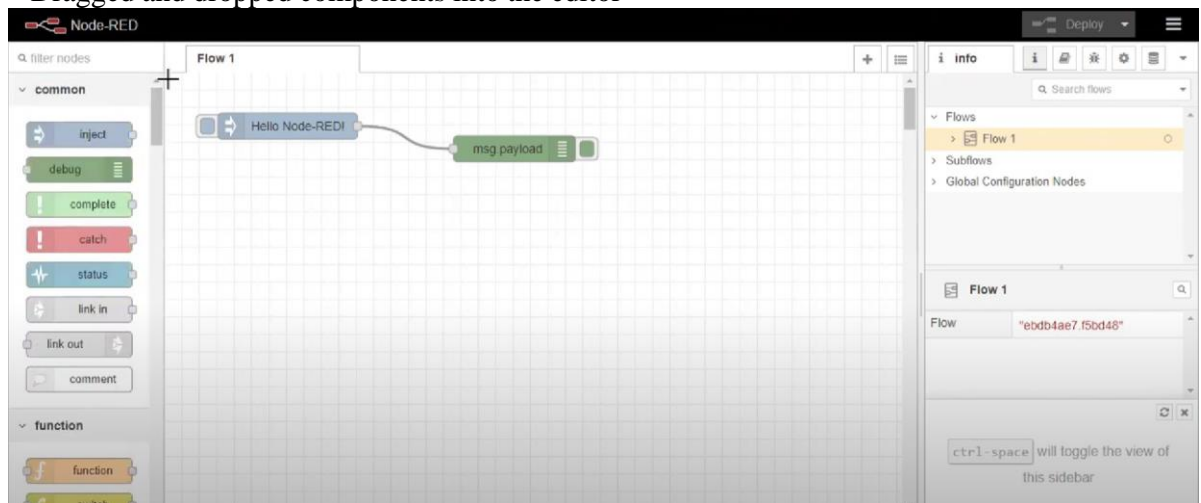 Dragged and dropped components into the editor
Node-RED
Deploy
filter nodes
Flow 1
i info
i
Search flows
common
inject
debug
complete
catch
status
link in
link out
comment
function
function
Hello Node-RED!
msg.payload
Flows
Flow 1
Subflows
Global Configuration Nodes
Flow 1
Flow "ebdb4ae7.f5bd48"
ctrl-space will toggle the view of
this sidebar